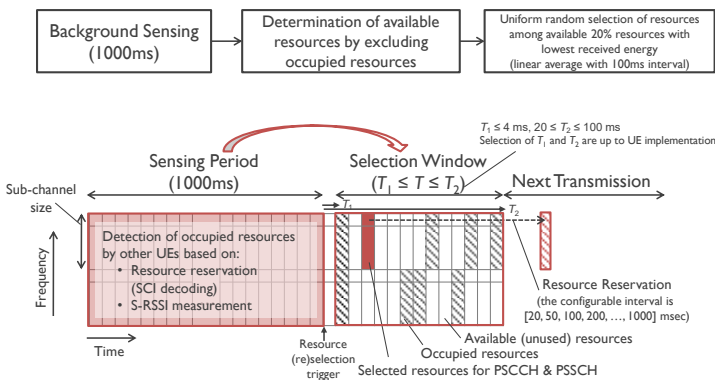 Background Sensing
(1000ms)
Determination of available
resources by excluding
occupied resources
Uniform random selection of resources
among available 20% resources with
lowest received energy
(linear average with 100ms interval)
T₁ ≤ 4 ms, 20 ≤ T₂ ≤ 100 ms
Selection of T₁ and T₂ are up to UE implementation
Sensing Period
(1000ms)
Selection Window
(T₁ ≤ T ≤ T₂)
Next Transmission
Sub-channel
size
T₁
T₂
Frequency
Detection of occupied resources
by other UEs based on:
• Resource reservation
(SCI decoding)
• S-RSSI measurement
Resource Reservation
(the configurable interval is
[20, 50, 100, 200, …, 1000] msec)
Time
Resource
(re)selection
trigger
Available (unused) resources
Occupied resources
Selected resources for PSCCH & PSSCH